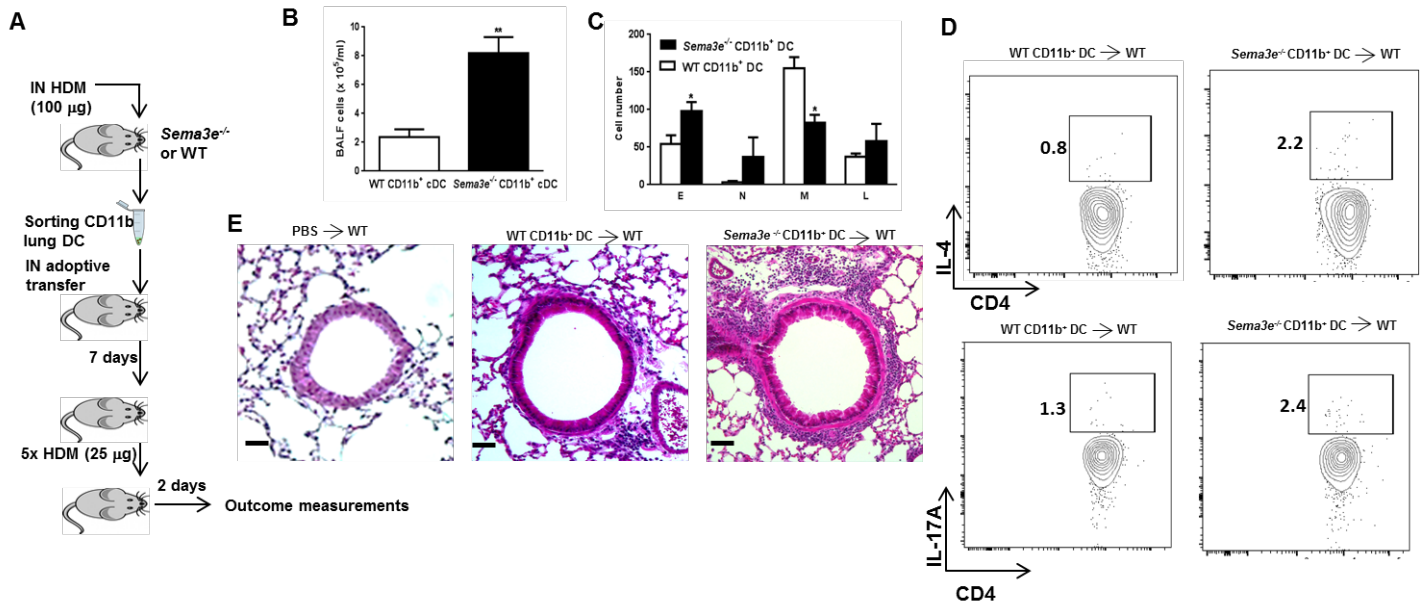 A
IN HDM
(100 µg)
Sema3e-/-
or WT
Sorting CD11b
lung DC
IN adoptive
transfer
7 days
5x HDM (25 µg)
2 days
Outcome measurements
B
BALF cells (x 10⁵/ml)
10
8
6
4
2
0
**
WT CD11b⁺ cDC
Sema3e⁻/⁻ CD11b⁺ cDC
C
Cell number
200
150
100
50
0
Sema3e⁻/⁻ CD11b⁺ DC
WT CD11b⁺ DC
*
*
E
N
M
L
D
WT CD11b⁺ DC → WT
Sema3e⁻/⁻ CD11b⁺ DC → WT
0.8
2.2
IL-4
CD4
WT CD11b⁺ DC → WT
Sema3e⁻/⁻ CD11b⁺ DC → WT
1.3
2.4
IL-17A
CD4
E
PBS → WT
WT CD11b⁺ DC → WT
Sema3e⁻/⁻ CD11b⁺ DC → WT